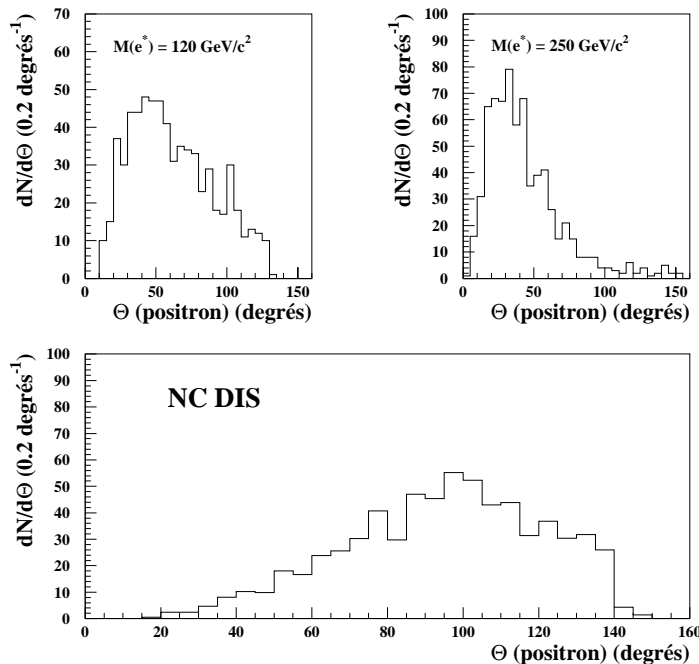 dN/dΘ (0.2 degrés⁻¹)
70
60
50
40
30
20
10
0
M(e*) = 120 GeV/c²
0 50 100 150
Θ (positron) (degrés)
dN/dΘ (0.2 degrés⁻¹)
100
90
80
70
60
50
40
30
20
10
0
M(e*) = 250 GeV/c²
0 50 100 150
Θ (positron) (degrés)
dN/dΘ (0.2 degrés⁻¹)
100
90
80
70
60
50
40
30
20
10
0
NC DIS
0 20 40 60 80 100 120 140 160
Θ (positron) (degrés)